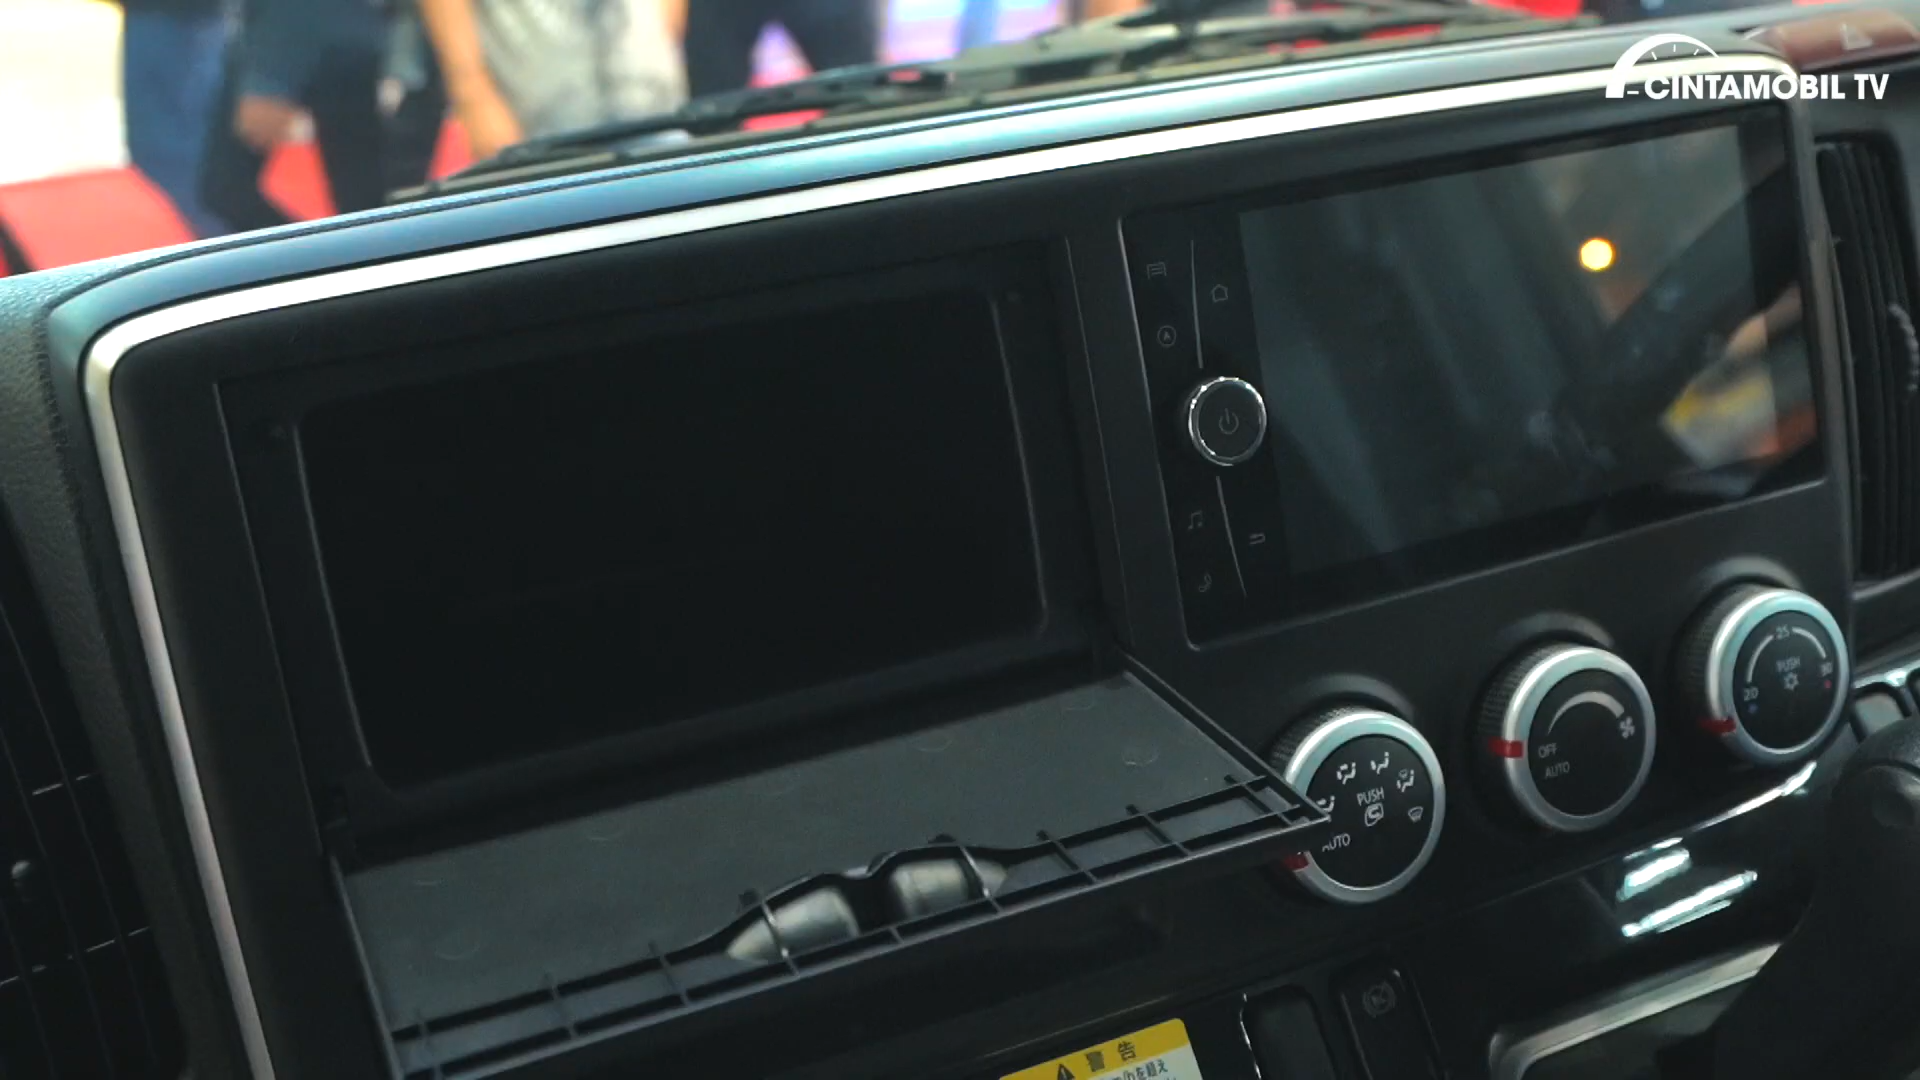 CINTAMOBIL TV
25
PUSH
20
30
OFF
AUTO
PUSH
AUTO
警告